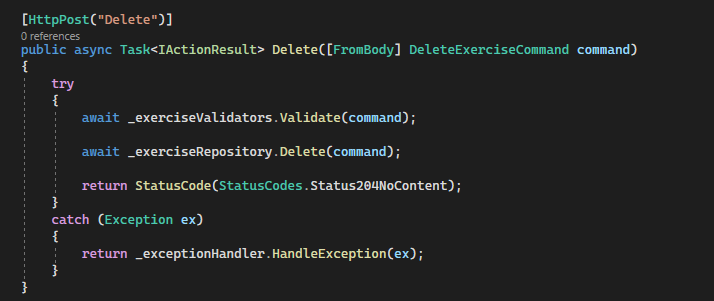 [HttpPost("Delete")]
0 references
public async Task<IActionResult> Delete([FromBody] DeleteExerciseCommand command)
{
    try
    {
        await _exerciseValidators.Validate(command);

        await _exerciseRepository.Delete(command);

        return StatusCode(StatusCodes.Status204NoContent);
    }
    catch (Exception ex)
    {
        return _exceptionHandler.HandleException(ex);
    }
}